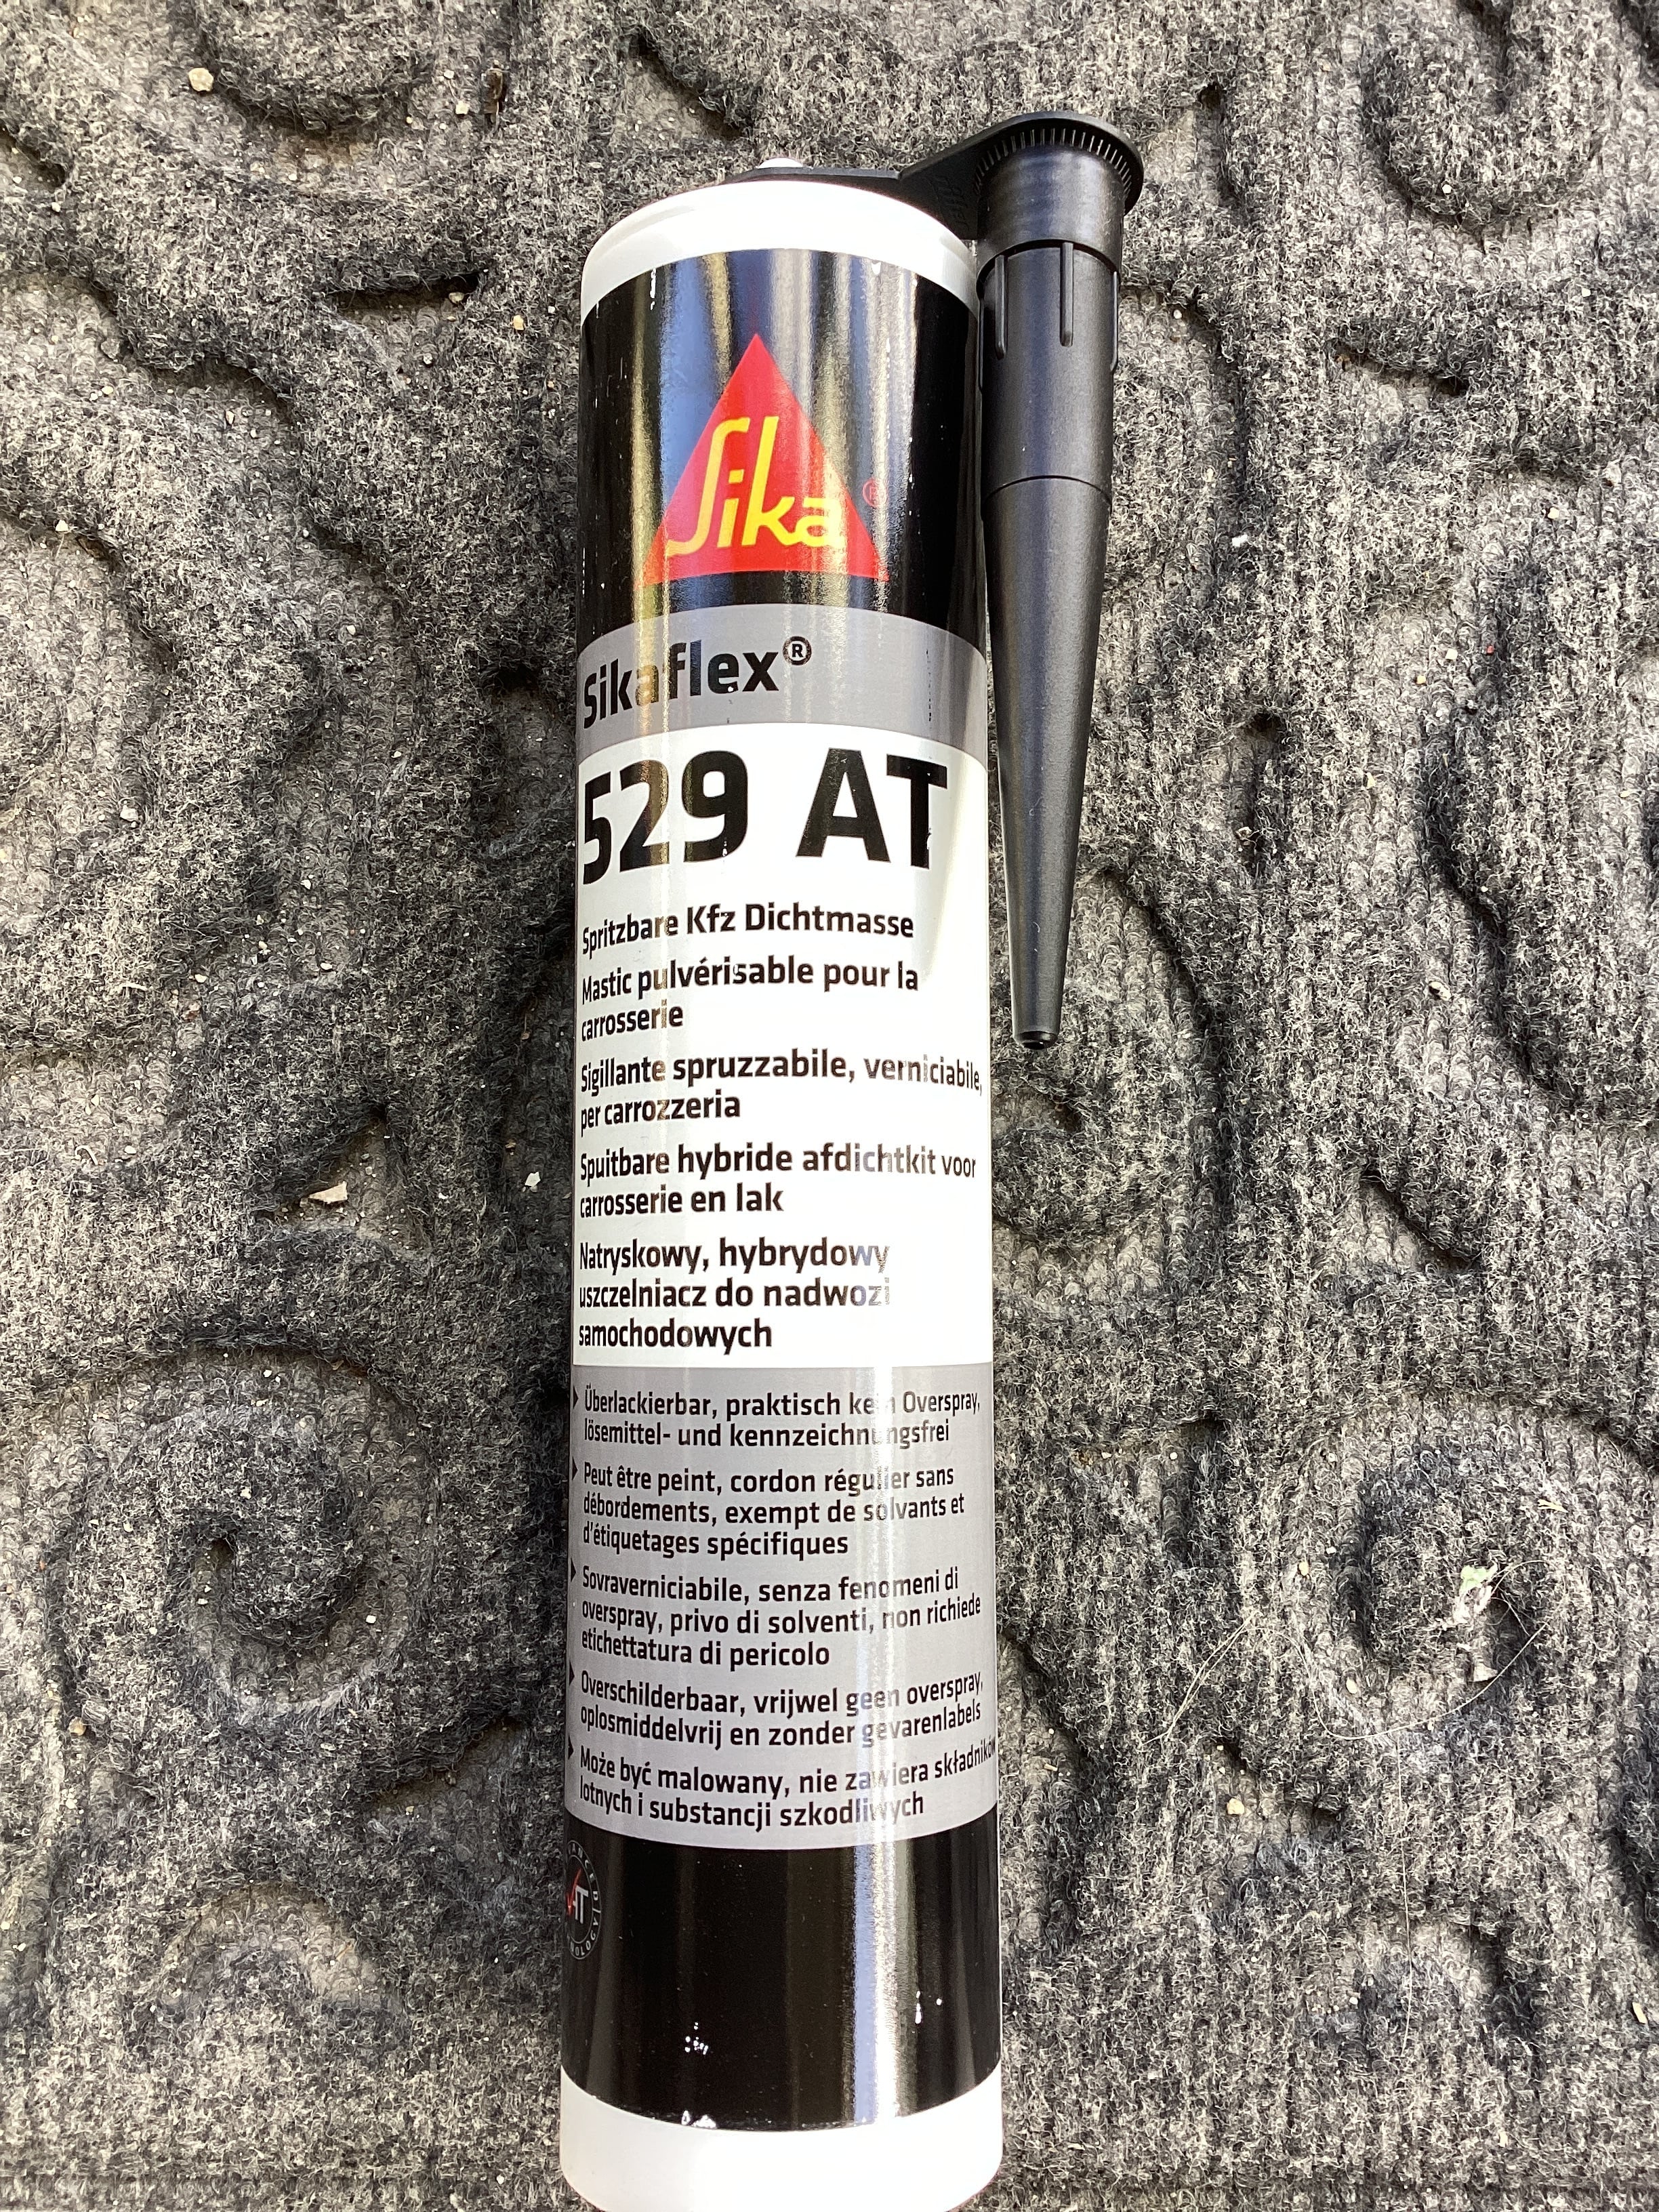 Sika®
Sikaflex®
529 AT
Spritzbare Kfz Dichtmasse
Mastic pulvérisable pour la
carrosserie
Sigillante spruzzabile, verniciabile,
per carrozzeria
Spuitbare hybride afdichtkit voor
carrosserie en lak
Natryskowy, hybrydowy
uszczelniacz do nadwozi
samochodowych
Überlackierbar, praktisch kein Overspray,
lösemittel- und kennzeichnungsfrei
Peut être peint, cordon régulier sans
débordements, exempt de solvants et
d'étiquetages spécifiques
Sovraverniciabile, senza fenomeni di
overspray, privo di solventi, non richiede
etichettatura di pericolo
Overschilderbaar, vrijwel geen overspray,
oplosmiddelvrij en zonder gevarenlabels
Może być malowany, nie zawiera składników
lotnych i substancji szkodliwych